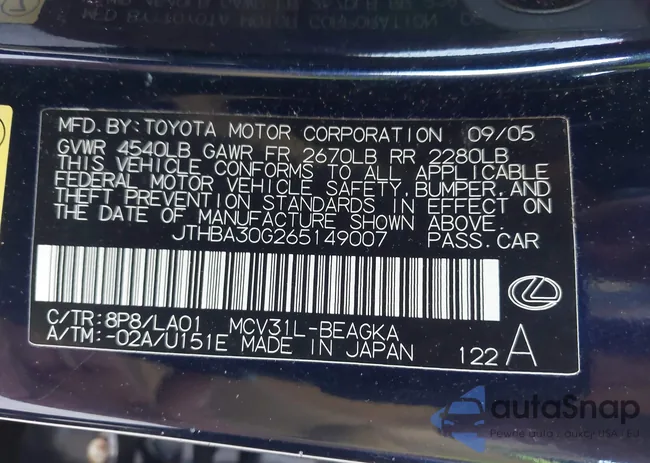 MFD. BY: TOYOTA MOTOR CORPORATION 09/05
GVWR 4540LB GAWR FR 2670LB RR 2280LB
THIS VEHICLE CONFORMS TO ALL APPLICABLE
FEDERAL MOTOR VEHICLE SAFETY, BUMPER, AND
THEFT PREVENTION STANDARDS IN EFFECT ON
THE DATE OF MANUFACTURE SHOWN ABOVE.
JTHBA30G265149007 PASS. CAR
C/TR: 8P8/LA01 MCV31L-BEAGKA
A/TM: -02A/U151E MADE IN JAPAN
122 A
autoSnap
Pewne auta